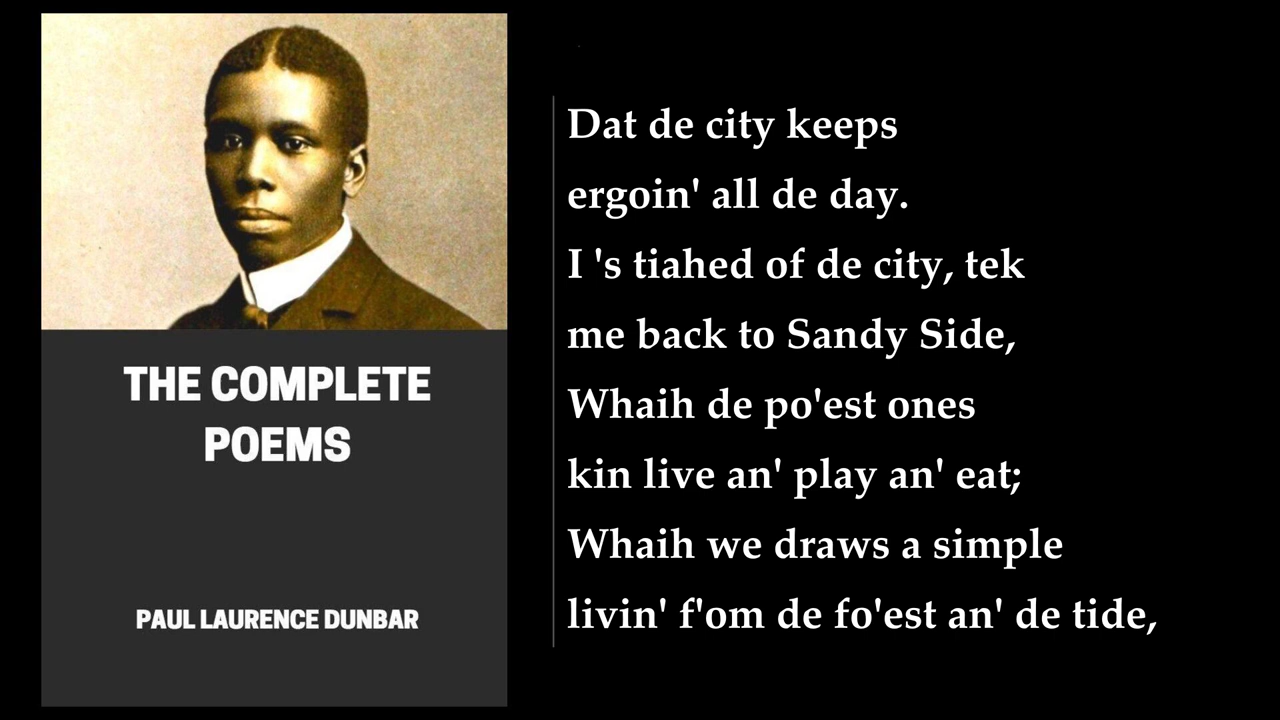 THE COMPLETE
POEMS
PAUL LAURENCE DUNBAR
Dat de city keeps
ergoin' all de day.
I 's tiahed of de city, tek
me back to Sandy Side,
Whaih de po'est ones
kin live an' play an' eat;
Whaih we draws a simple
livin' f'om de fo'est an' de tide,